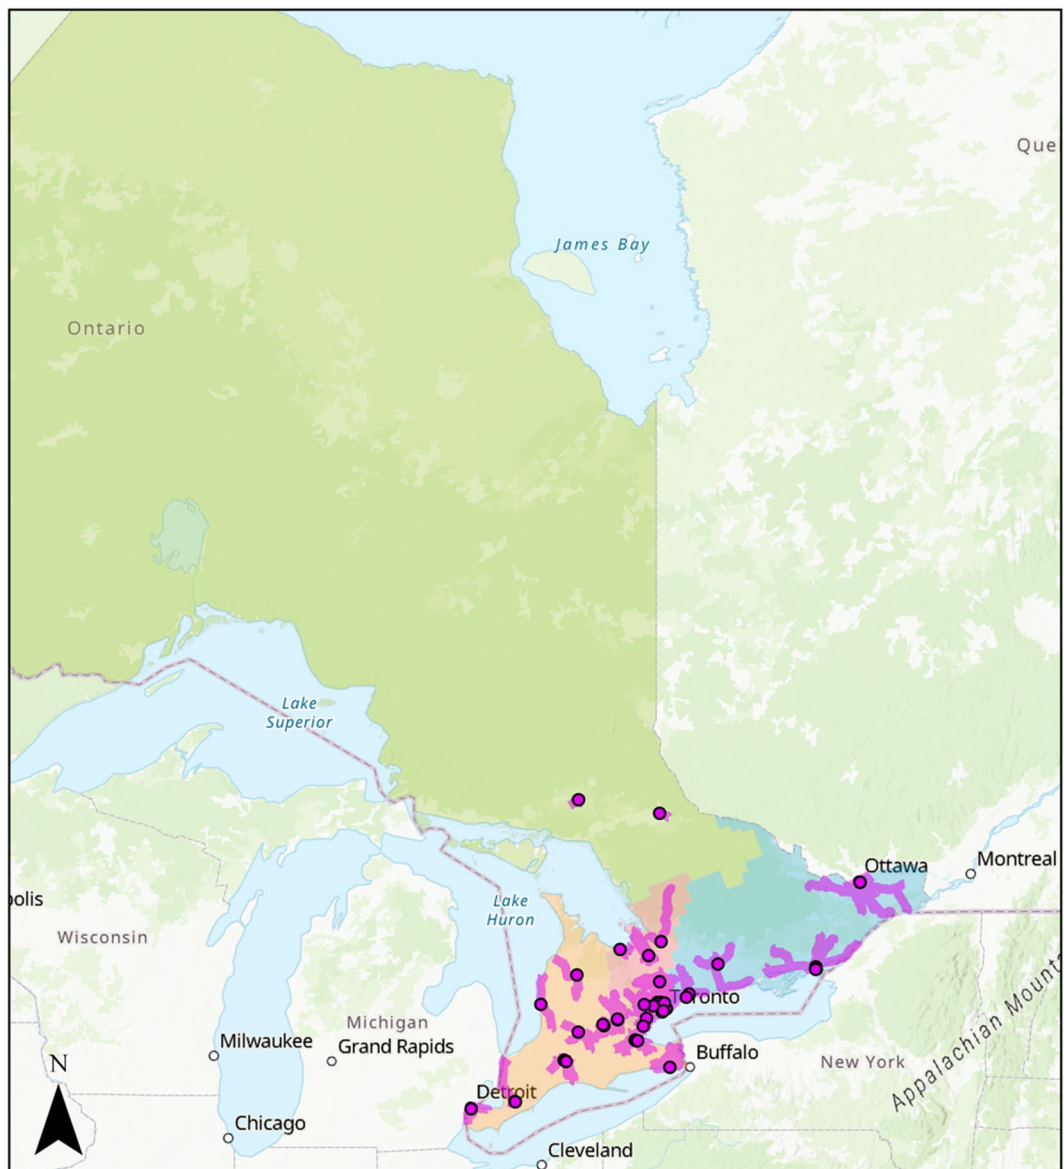 Que
James Bay
Ontario
Lake
Superior
Ottawa
Montreal
polis
Lake
Huron
Wisconsin
Toronto
Michigan
Milwaukee
Grand Rapids
N
Buffalo
New York
Appalachian Mounta
Detroit
Chicago
Cleveland